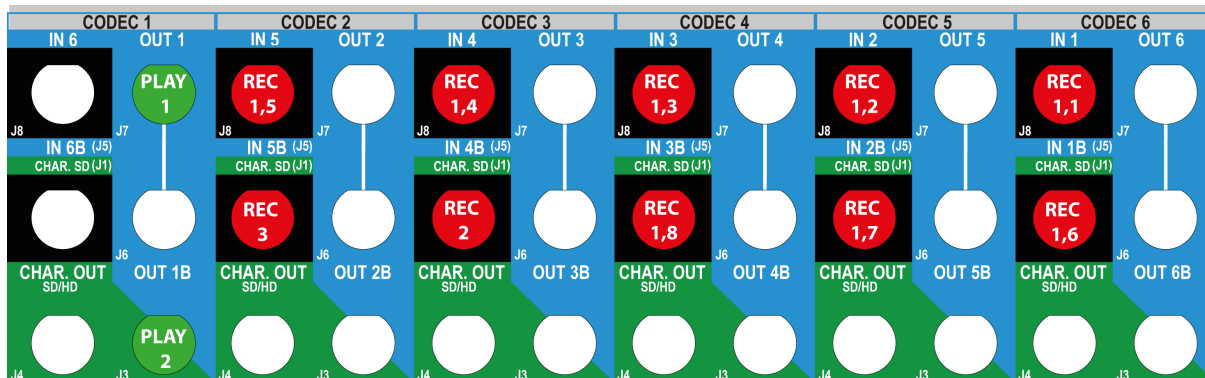 CODEC 1 CODEC 2 CODEC 3 CODEC 4 CODEC 5 CODEC 6
IN 6 OUT 1 IN 5 OUT 2 IN 4 OUT 3 IN 3 OUT 4 IN 2 OUT 5 IN 1 OUT 6
PLAY REC REC REC REC REC
1 1,5 1,4 1,3 1,2 1,1
J8 J7 J8 J7 J8 J7 J8 J7 J8 J7 J8 J7
IN 6B (J5) IN 5B (J5) IN 4B (J5) IN 3B (J5) IN 2B (J5) IN 1B (J5)
CHAR. SD (J1) CHAR. SD (J1) CHAR. SD (J1) CHAR. SD (J1) CHAR. SD (J1) CHAR. SD (J1)
REC REC REC REC REC
3 2 1,8 1,7 1,6
J6 J6 J6 J6 J6 J6
CHAR. OUT OUT 1B CHAR. OUT OUT 2B CHAR. OUT OUT 3B CHAR. OUT OUT 4B CHAR. OUT OUT 5B CHAR. OUT OUT 6B
SD/HD SD/HD SD/HD SD/HD SD/HD SD/HD
PLAY
2
J4 J3 J4 J3 J4 J3 J4 J3 J4 J3 J4 J3